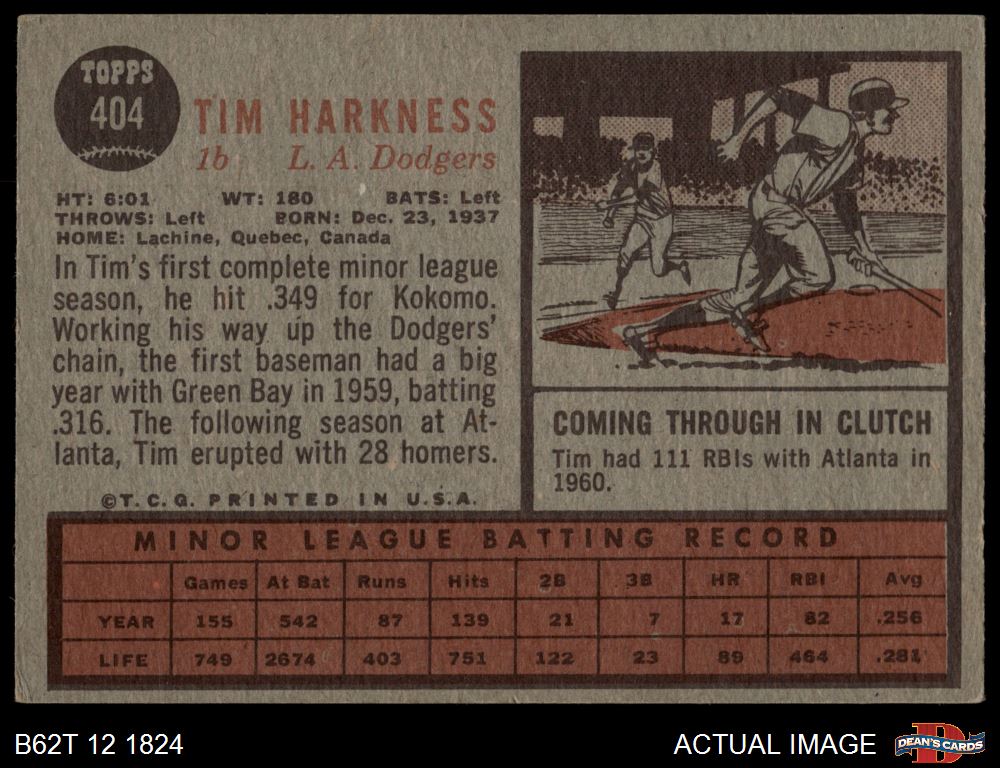 TOPPS
404
TIM HARKNESS
1b L. A. Dodgers
HT: 6:01 WT: 180 BATS: Left
THROWS: Left BORN: Dec. 23, 1937
HOME: Lachine, Quebec, Canada
In Tim's first complete minor league
season, he hit .349 for Kokomo.
Working his way up the Dodgers'
chain, the first baseman had a big
year with Green Bay in 1959, batting
.316. The following season at At-
lanta, Tim erupted with 28 homers.
©T.C.G. PRINTED IN U.S.A.
COMING THROUGH IN CLUTCH
Tim had 111 RBIs with Atlanta in
1960.
MINOR LEAGUE BATTING RECORD
Games At Bat Runs Hits 2B 3B HR RBI Avg
YEAR 155 542 87 139 21 7 17 82 .256
LIFE 749 2674 403 751 122 23 89 464 .281
B62T 12 1824
ACTUAL IMAGE
DEAN'S CARDS